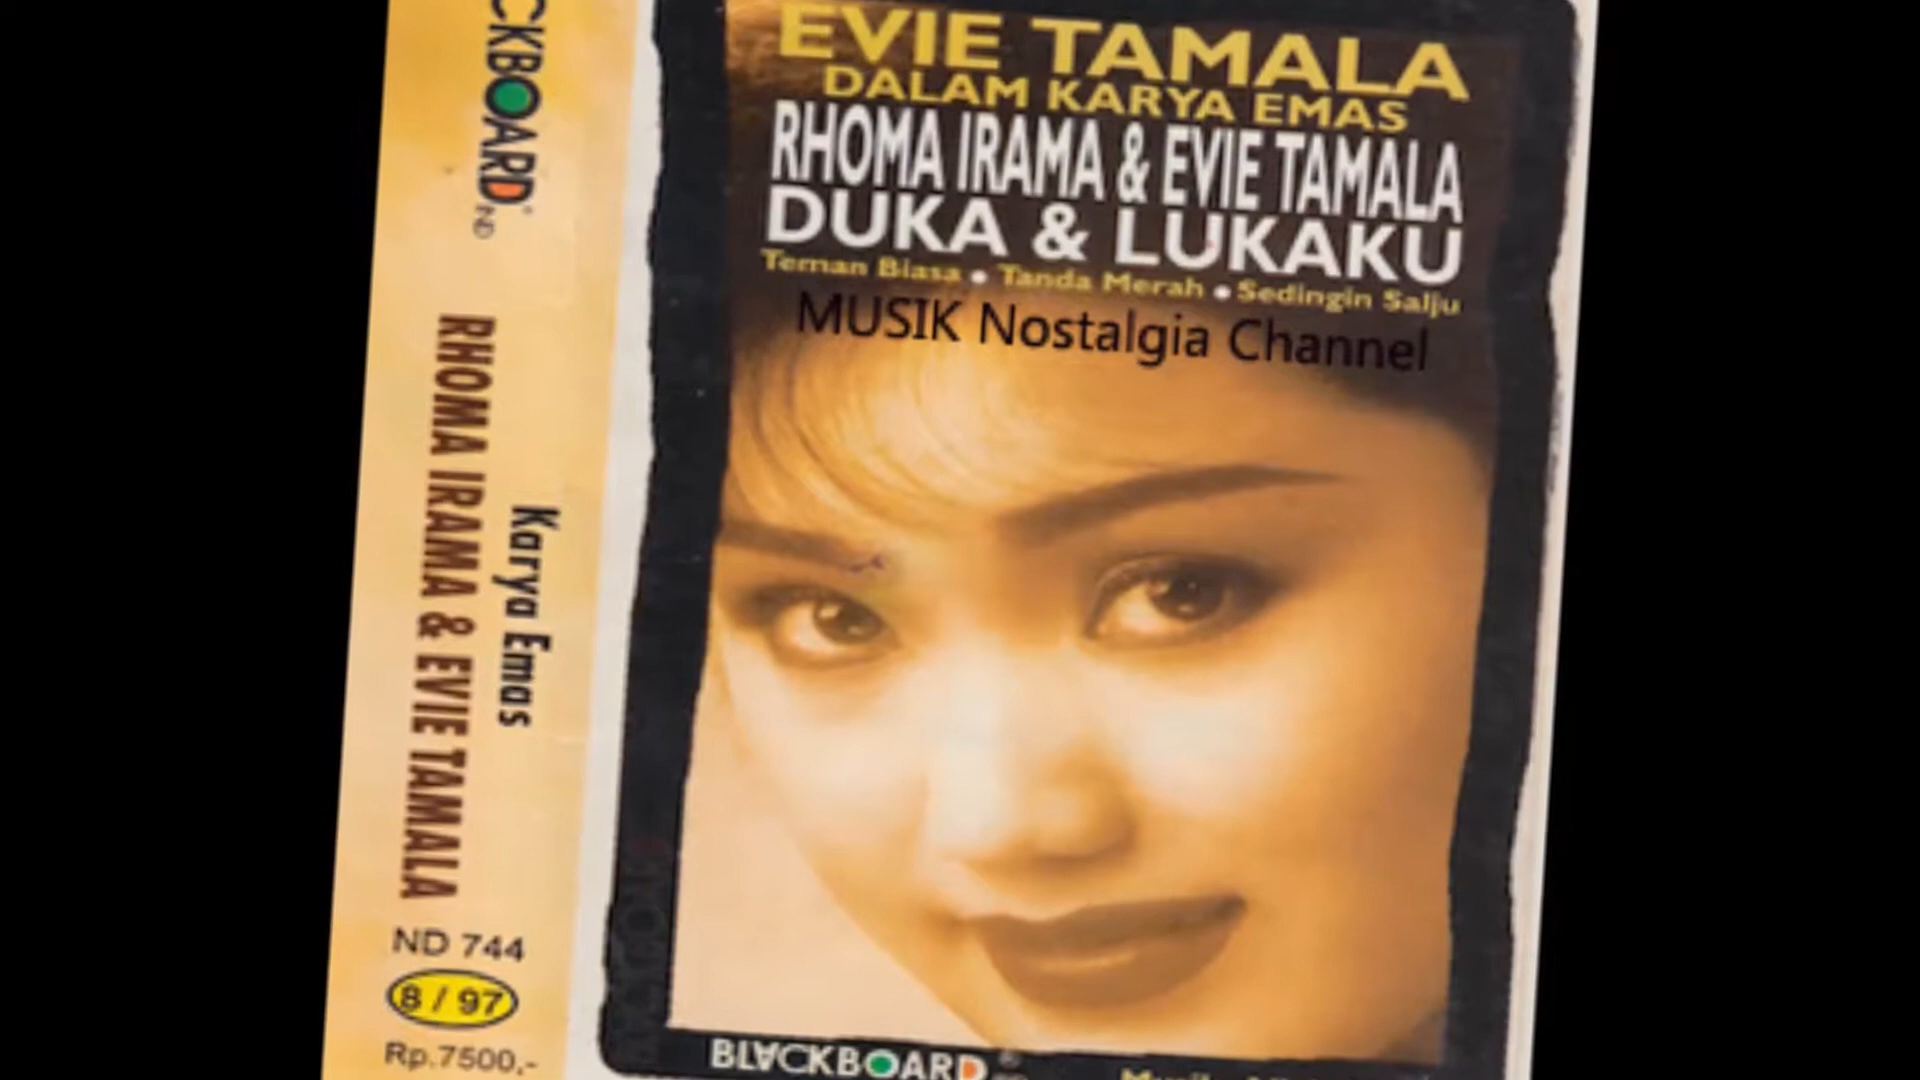 CKBOARD
ND
Karya Emas
RHOMA IRAMA & EVIE TAMALA
ND 744
8 / 97
Rp.7500,-
EVIE TAMALA
DALAM KARYA EMAS
RHOMA IRAMA & EVIE TAMALA
DUKA & LUKAKU
Teman Biasa • Tanda Merah • Sedingin Salju
MUSIK Nostalgia Channel
BLACKBOARD